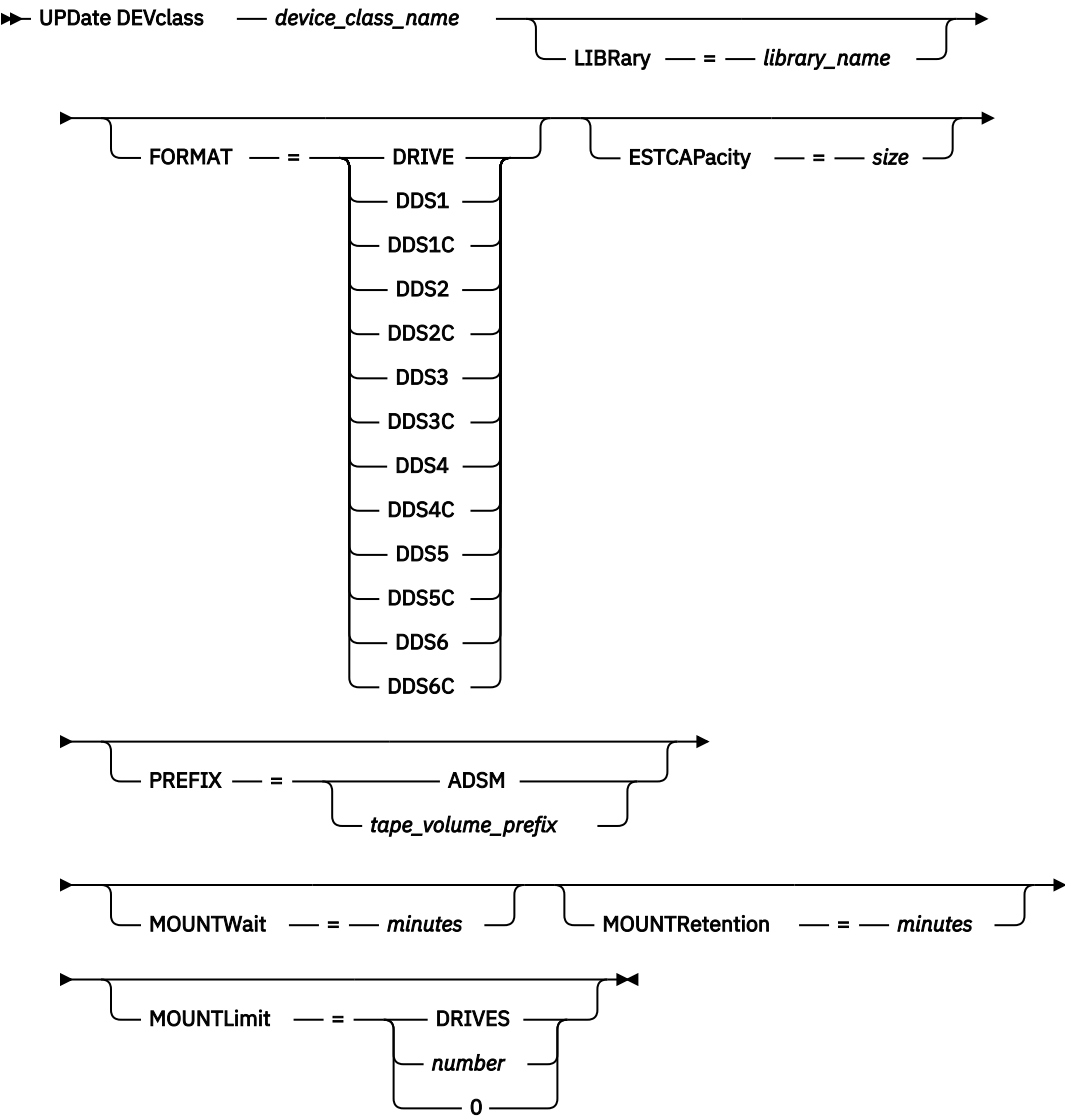 UPDate DEVclass device_class_name
LIBRary = library_name
FORMAT = DRIVE
DDS1
DDS1C
DDS2
DDS2C
DDS3
DDS3C
DDS4
DDS4C
DDS5
DDS5C
DDS6
DDS6C
ESTCAPacity = size
PREFIX = ADSM
tape_volume_prefix
MOUNTWait = minutes
MOUNTRetention = minutes
MOUNTLimit = DRIVES
number
0